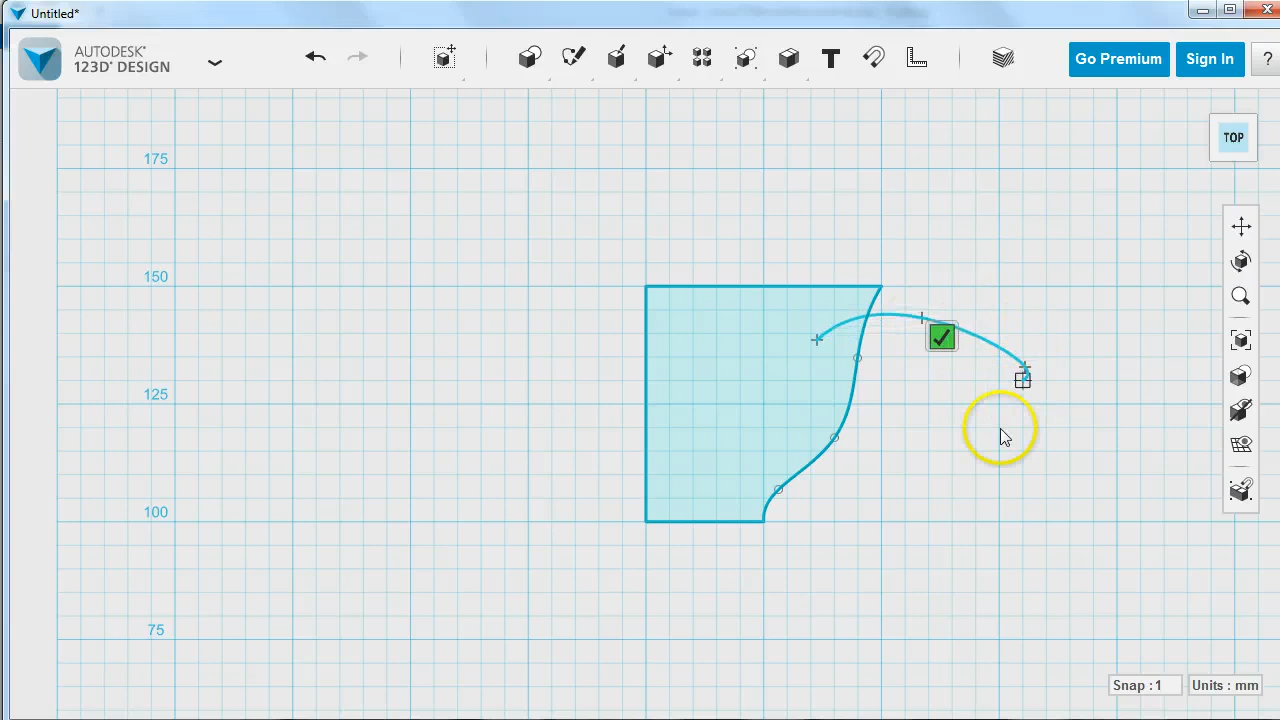 Untitled*
AUTODESK®
123D® DESIGN
T
Go Premium
Sign In
?
TOP
175
150
125
100
75
Snap : 1
Units : mm